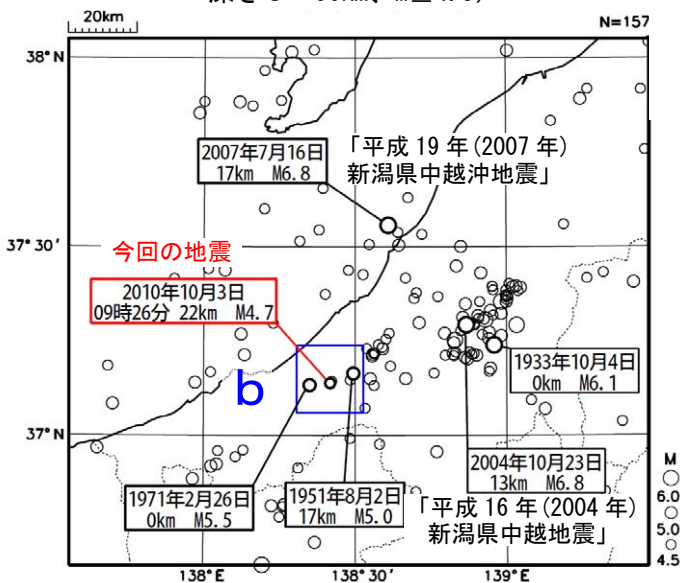 20km
N=157
38°N
2007年7月16日
17km M6.8
「平成 19 年(2007 年)
新潟県中越沖地震」
37°30′
今回の地震
2010年10月3日
09時26分 22km M4.7
b
1933年10月4日
0km M6.1
37°N
2004年10月23日
13km M6.8
1971年2月26日
0km M5.5
1951年8月2日
17km M5.0
「平成 16 年(2004 年)
新潟県中越地震」
M
6.0
5.0
4.5
138°E
138°30′
139°E